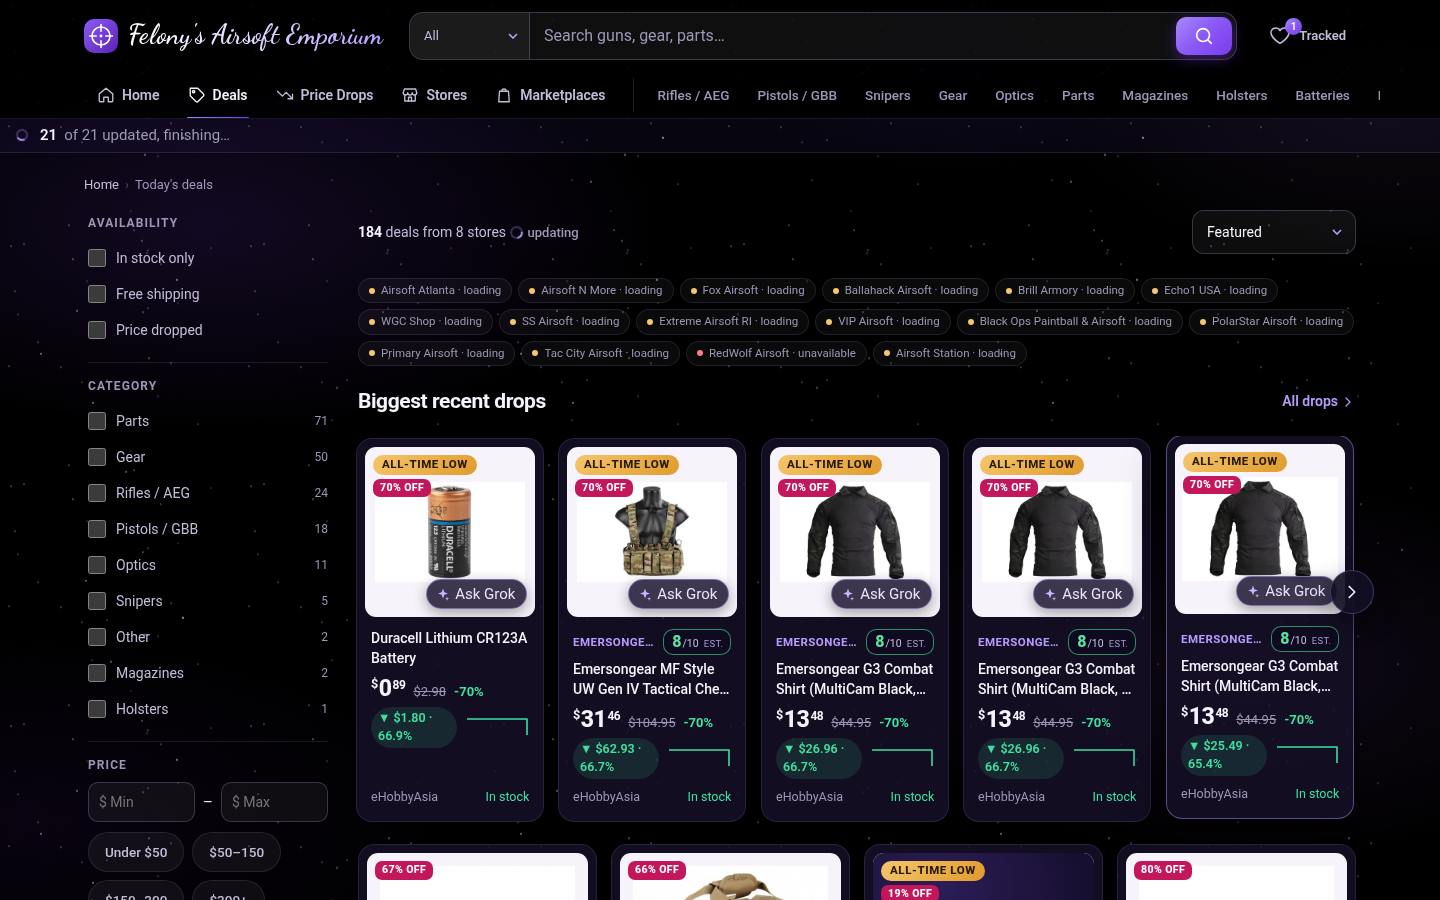 Felony's Airsoft Emporium
All
Search guns, gear, parts...
1
Tracked
Home
Deals
Price Drops
Stores
Marketplaces
Rifles / AEG
Pistols / GBB
Snipers
Gear
Optics
Parts
Magazines
Holsters
Batteries
21 of 21 updated, finishing...
Home › Today's deals
AVAILABILITY
In stock only
Free shipping
Price dropped
CATEGORY
Parts 71
Gear 50
Rifles / AEG 24
Pistols / GBB 18
Optics 11
Snipers 5
Other 2
Magazines 2
Holsters 1
PRICE
$ Min – $ Max
Under $50
$50–150
$150–300
$300+
184 deals from 8 stores updating
Featured
Airsoft Atlanta · loading
Airsoft N More · loading
Fox Airsoft · loading
Ballahack Airsoft · loading
Brill Armory · loading
Echo1 USA · loading
WGC Shop · loading
SS Airsoft · loading
Extreme Airsoft RI · loading
VIP Airsoft · loading
Black Ops Paintball & Airsoft · loading
PolarStar Airsoft · loading
Primary Airsoft · loading
Tac City Airsoft · loading
RedWolf Airsoft · unavailable
Airsoft Station · loading
Biggest recent drops
All drops
ALL-TIME LOW
70% OFF
DURACELL
Ask Grok
Duracell Lithium CR123A
Battery
$0 89 $2.98 -70%
▼ $1.80 ·
66.9%
eHobbyAsia
In stock
ALL-TIME LOW
70% OFF
Ask Grok
EMERSONGE...
8/10 EST.
Emersongear MF Style
UW Gen IV Tactical Che...
$31 46 $104.95 -70%
▼ $62.93 ·
66.7%
eHobbyAsia
In stock
ALL-TIME LOW
70% OFF
Ask Grok
EMERSONGE...
8/10 EST.
Emersongear G3 Combat
Shirt (MultiCam Black,...
$13 48 $44.95 -70%
▼ $26.96 ·
66.7%
eHobbyAsia
In stock
ALL-TIME LOW
70% OFF
Ask Grok
EMERSONGE...
8/10 EST.
Emersongear G3 Combat
Shirt (MultiCam Black, ...
$13 48 $44.95 -70%
▼ $26.96 ·
66.7%
eHobbyAsia
In stock
ALL-TIME LOW
70% OFF
Ask Grok
EMERSONGE...
8/10 EST.
Emersongear G3 Combat
Shirt (MultiCam Black,...
$13 48 $44.95 -70%
▼ $25.49 ·
65.4%
eHobbyAsia
In stock
67% OFF
66% OFF
ALL-TIME LOW
19% OFF
80% OFF